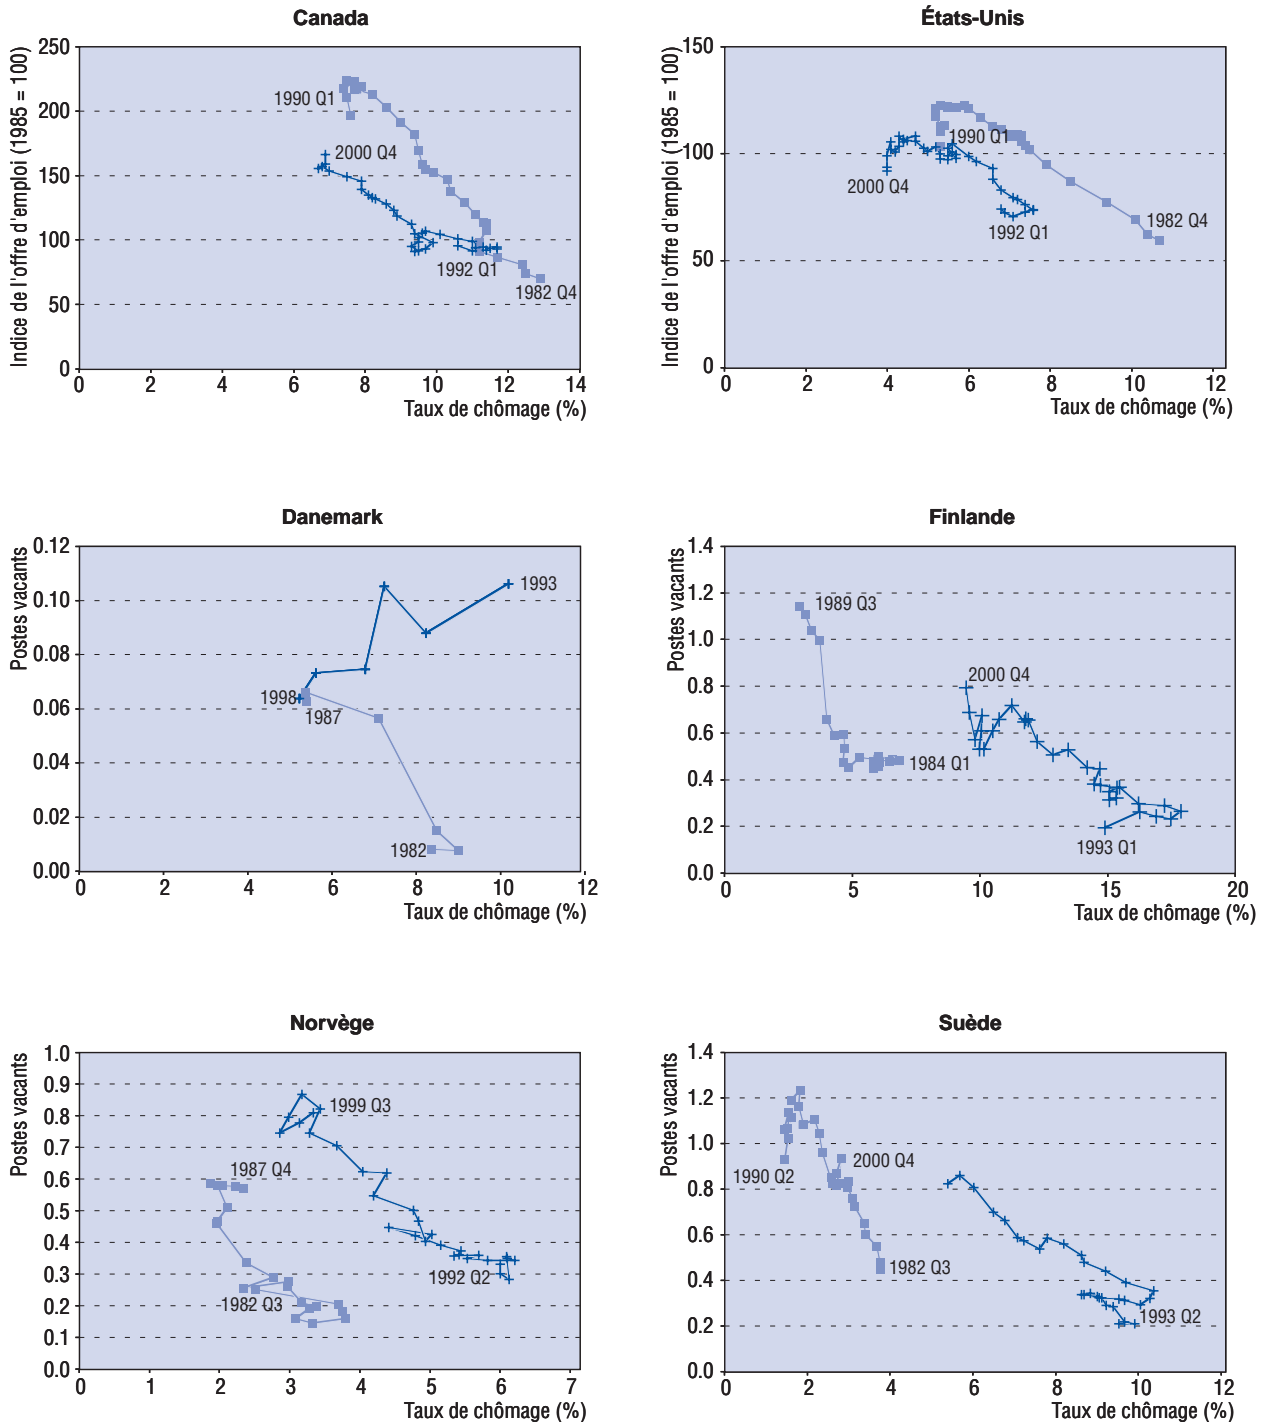 Canada
Indice de l'offre d'emploi (1985 = 100)
250
200
150
100
50
0
0 2 4 6 8 10 12 14
Taux de chômage (%)
1990 Q1
2000 Q4
1992 Q1
1982 Q4
États-Unis
Indice de l'offre d'emploi (1985 = 100)
150
100
50
0
0 2 4 6 8 10 12
Taux de chômage (%)
1990 Q1
2000 Q4
1992 Q1
1982 Q4
Danemark
Postes vacants
0.12
0.10
0.08
0.06
0.04
0.02
0.00
0 2 4 6 8 10 12
Taux de chômage (%)
1993
1998
1987
1982
Finlande
Postes vacants
1.4
1.2
1.0
0.8
0.6
0.4
0.2
0.0
0 5 10 15 20
Taux de chômage (%)
1989 Q3
2000 Q4
1984 Q1
1993 Q1
Norvège
Postes vacants
1.0
0.9
0.8
0.7
0.6
0.5
0.4
0.3
0.2
0.1
0.0
0 1 2 3 4 5 6 7
Taux de chômage (%)
1999 Q3
1987 Q4
1992 Q2
1982 Q3
Suède
Postes vacants
1.4
1.2
1.0
0.8
0.6
0.4
0.2
0.0
0 2 4 6 8 10 12
Taux de chômage (%)
1990 Q2
2000 Q4
1982 Q3
1993 Q2